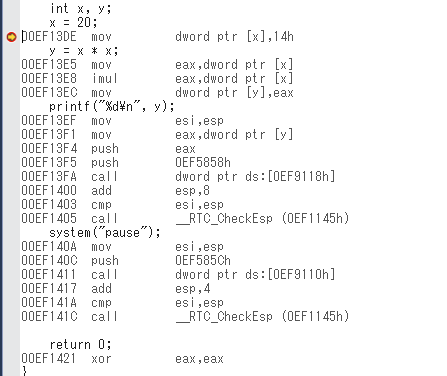 int x, y;
x = 20;
00EF13DE mov dword ptr [x],14h
y = x * x;
00EF13E5 mov eax,dword ptr [x]
00EF13E8 imul eax,dword ptr [x]
00EF13EC mov dword ptr [y],eax
printf("%d¥n", y);
00EF13EF mov esi,esp
00EF13F1 mov eax,dword ptr [y]
00EF13F4 push eax
00EF13F5 push 0EF5858h
00EF13FA call dword ptr ds:[0EF9118h]
00EF1400 add esp,8
00EF1403 cmp esi,esp
00EF1405 call __RTC_CheckEsp (0EF1145h)
system("pause");
00EF140A mov esi,esp
00EF140C push 0EF585Ch
00EF1411 call dword ptr ds:[0EF9110h]
00EF1417 add esp,4
00EF141A cmp esi,esp
00EF141C call __RTC_CheckEsp (0EF1145h)
return 0;
00EF1421 xor eax,eax
}